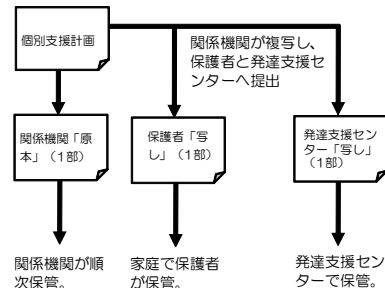 個別支援計画
関係機関が複写し、
保護者と発達支援セ
ンターへ提出
関係機関「原
本」（1部）
保護者「写
し」（1部）
発達支援セン
ター「写し」
（1部）
関係機関が順
次保管。
家庭で保護者
が保管。
発達支援セン
ターで保管。